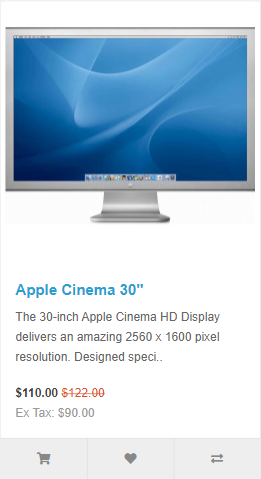 Apple Cinema 30"
The 30-inch Apple Cinema HD Display
delivers an amazing 2560 x 1600 pixel
resolution. Designed speci..
$110.00 $122.00
Ex Tax: $90.00